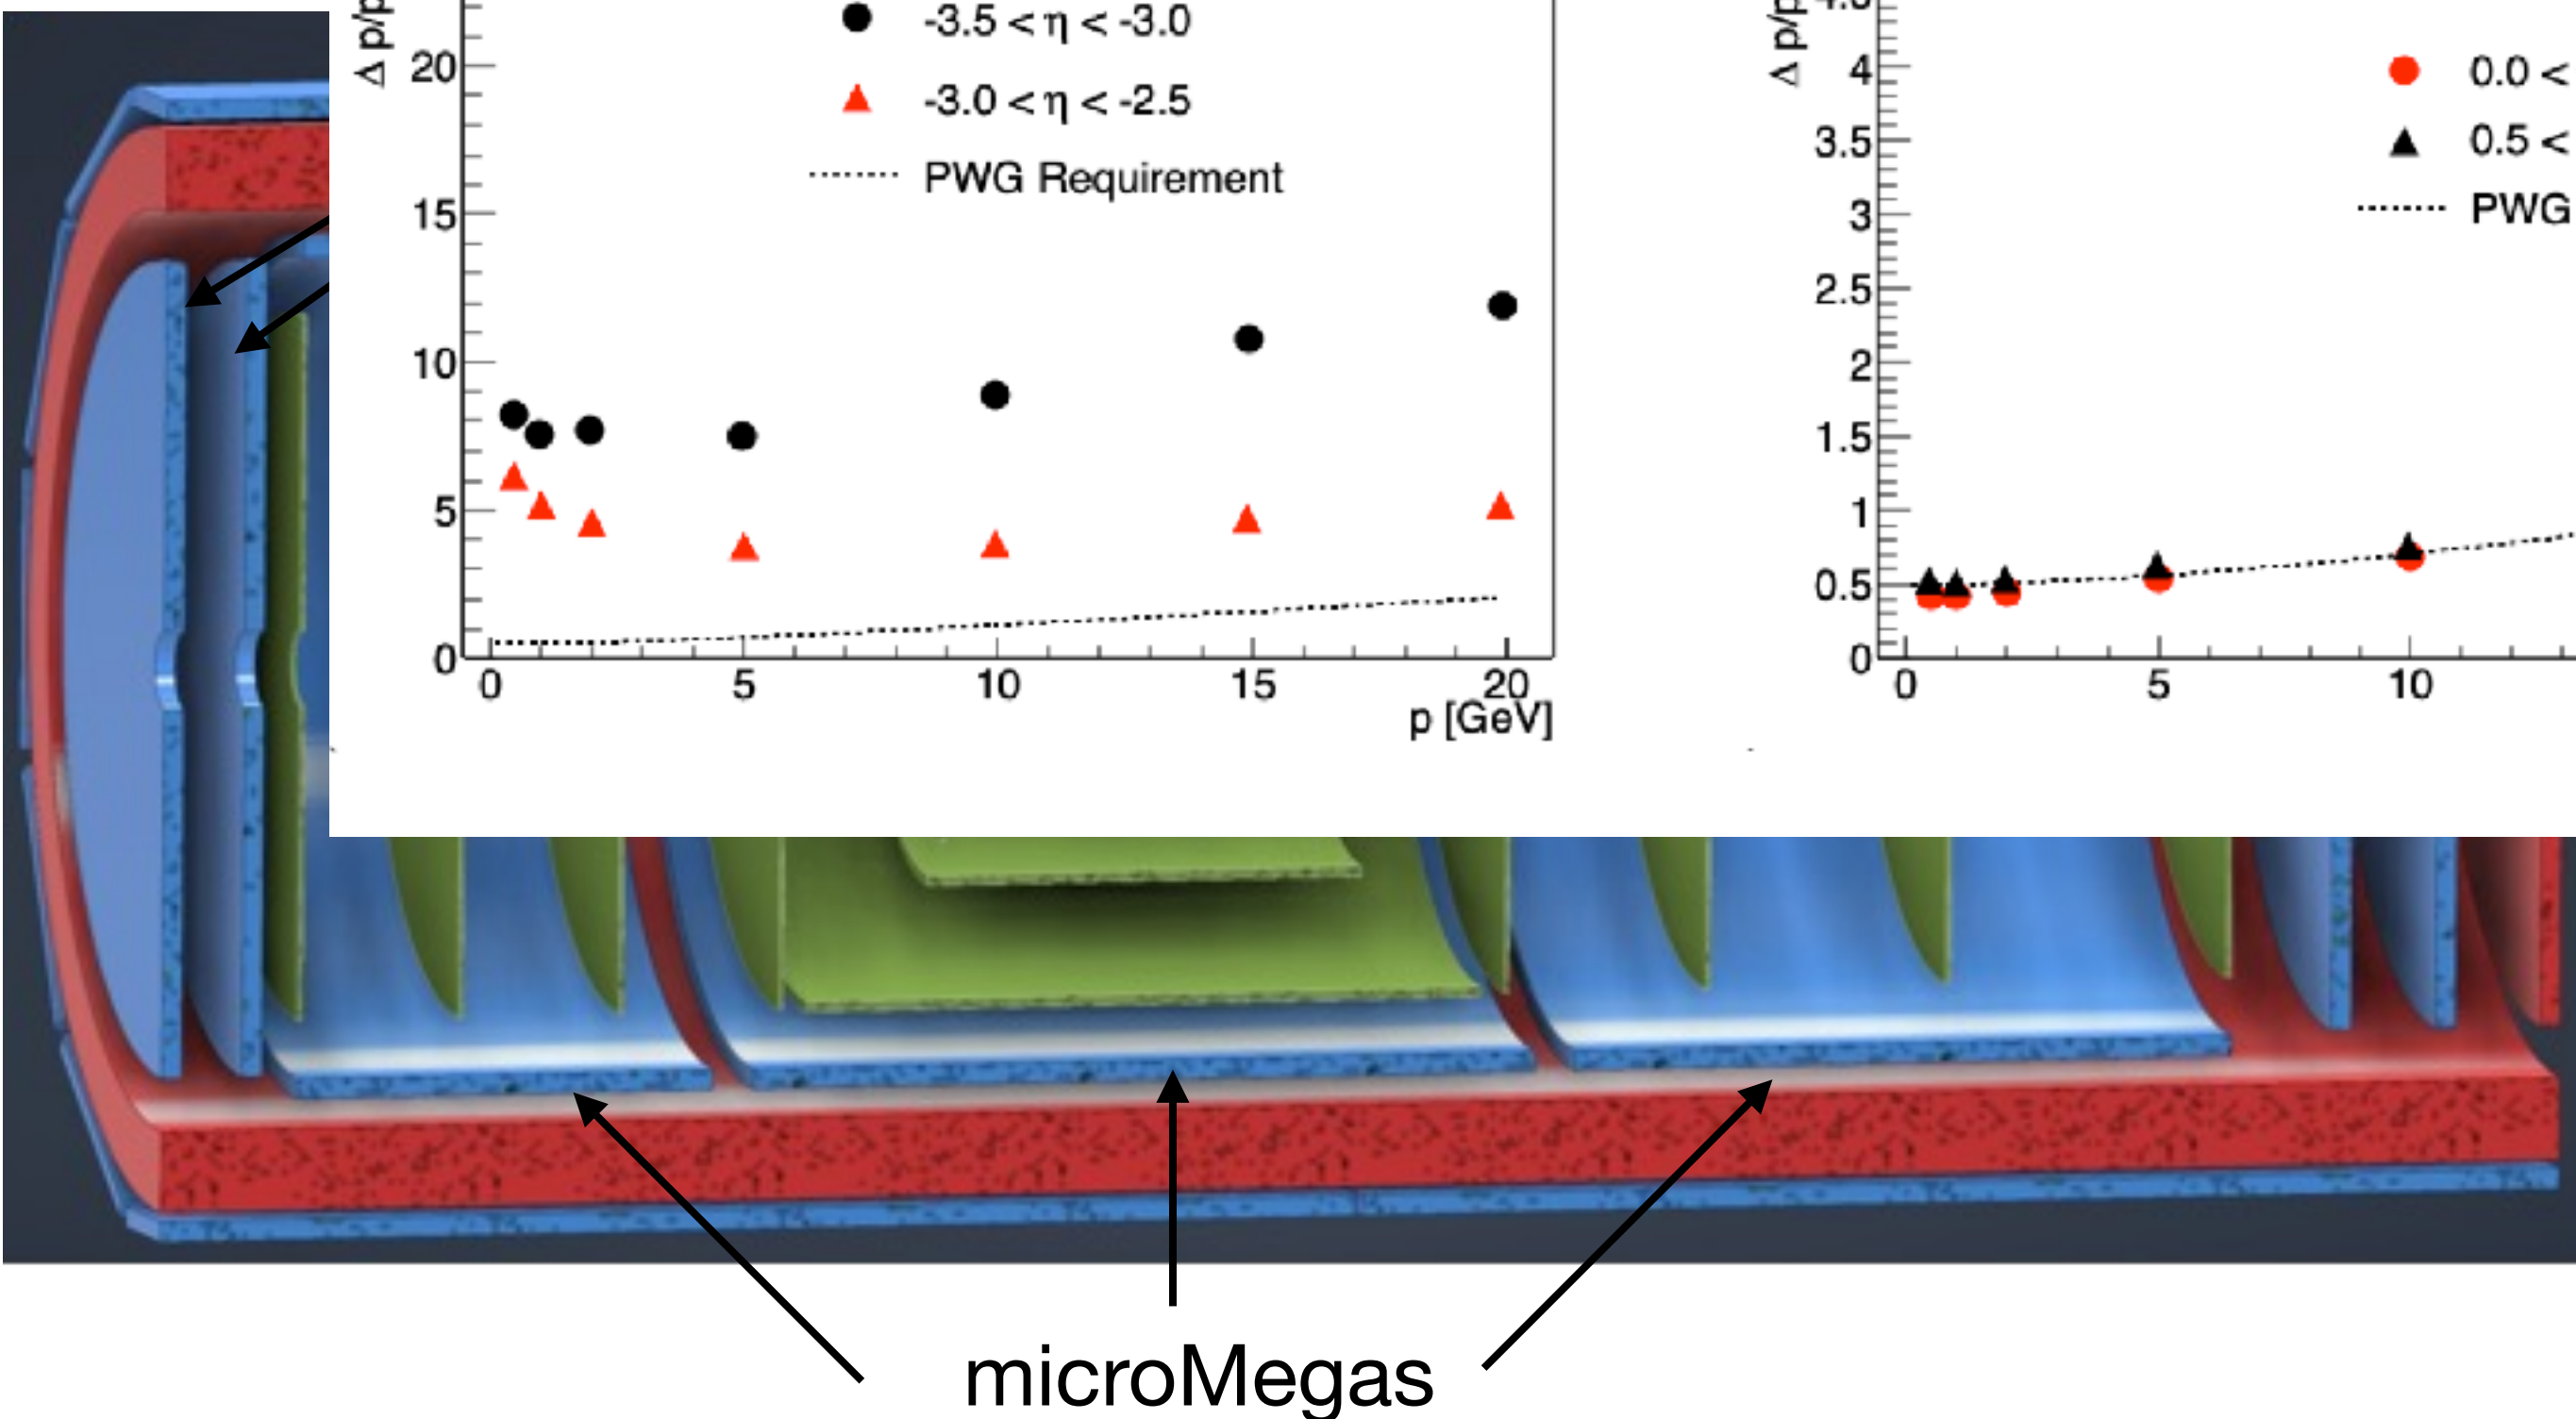 Δ p/p
-3.5 < η < -3.0
-3.0 < η < -2.5
PWG Requirement
20
15
10
5
0
0 5 10 15 20
p [GeV]
Δ p/p
0.0 <
0.5 <
PWG
4
3.5
3
2.5
2
1.5
1
0.5
0
0 5 10
microMegas